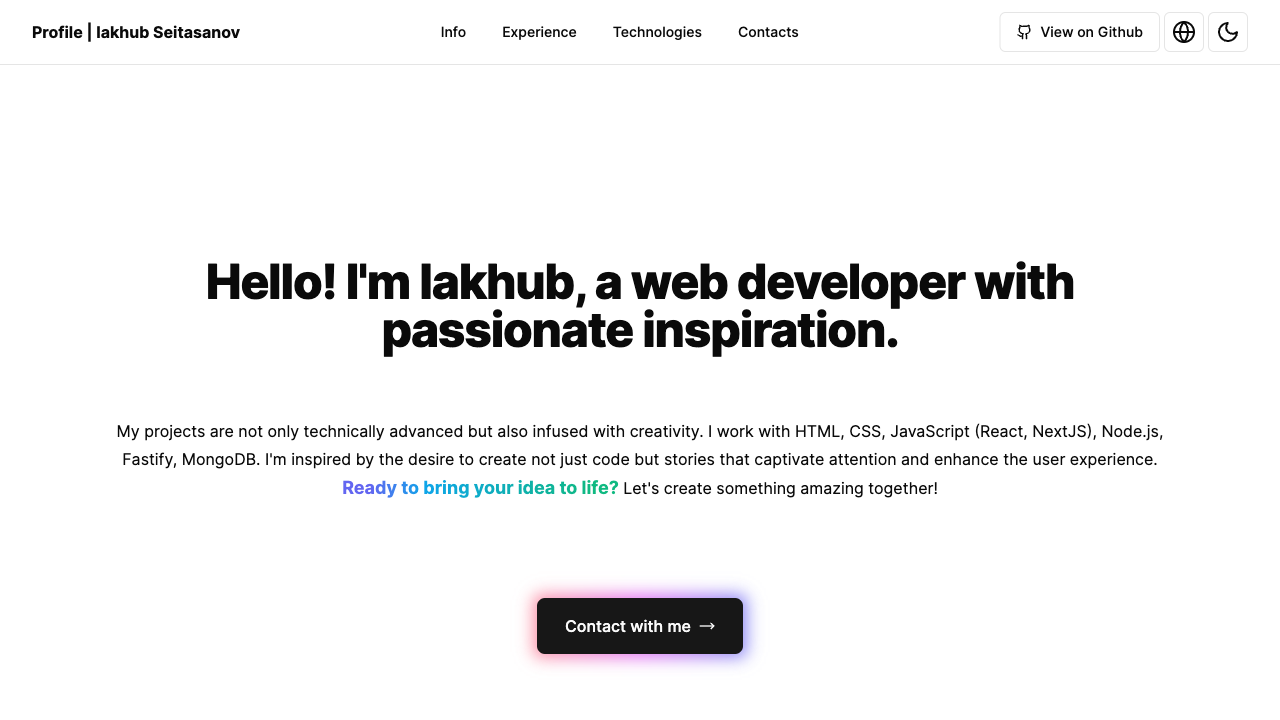 Profile | Iakhub Seitasanov
Info
Experience
Technologies
Contacts
View on Github
Hello! I'm Iakhub, a web developer with
passionate inspiration.
My projects are not only technically advanced but also infused with creativity. I work with HTML, CSS, JavaScript (React, NextJS), Node.js,
Fastify, MongoDB. I'm inspired by the desire to create not just code but stories that captivate attention and enhance the user experience.
Ready to bring your idea to life? Let's create something amazing together!
Contact with me →